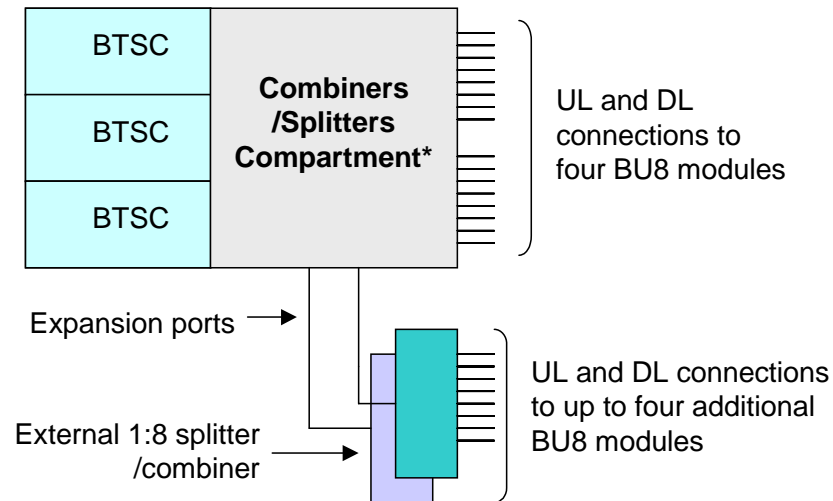 BTSC
BTSC
BTSC
Combiners
/Splitters
Compartment*
UL and DL
connections to
four BU8 modules
Expansion ports
External 1:8 splitter
/combiner
UL and DL connections
to up to four additional
BU8 modules